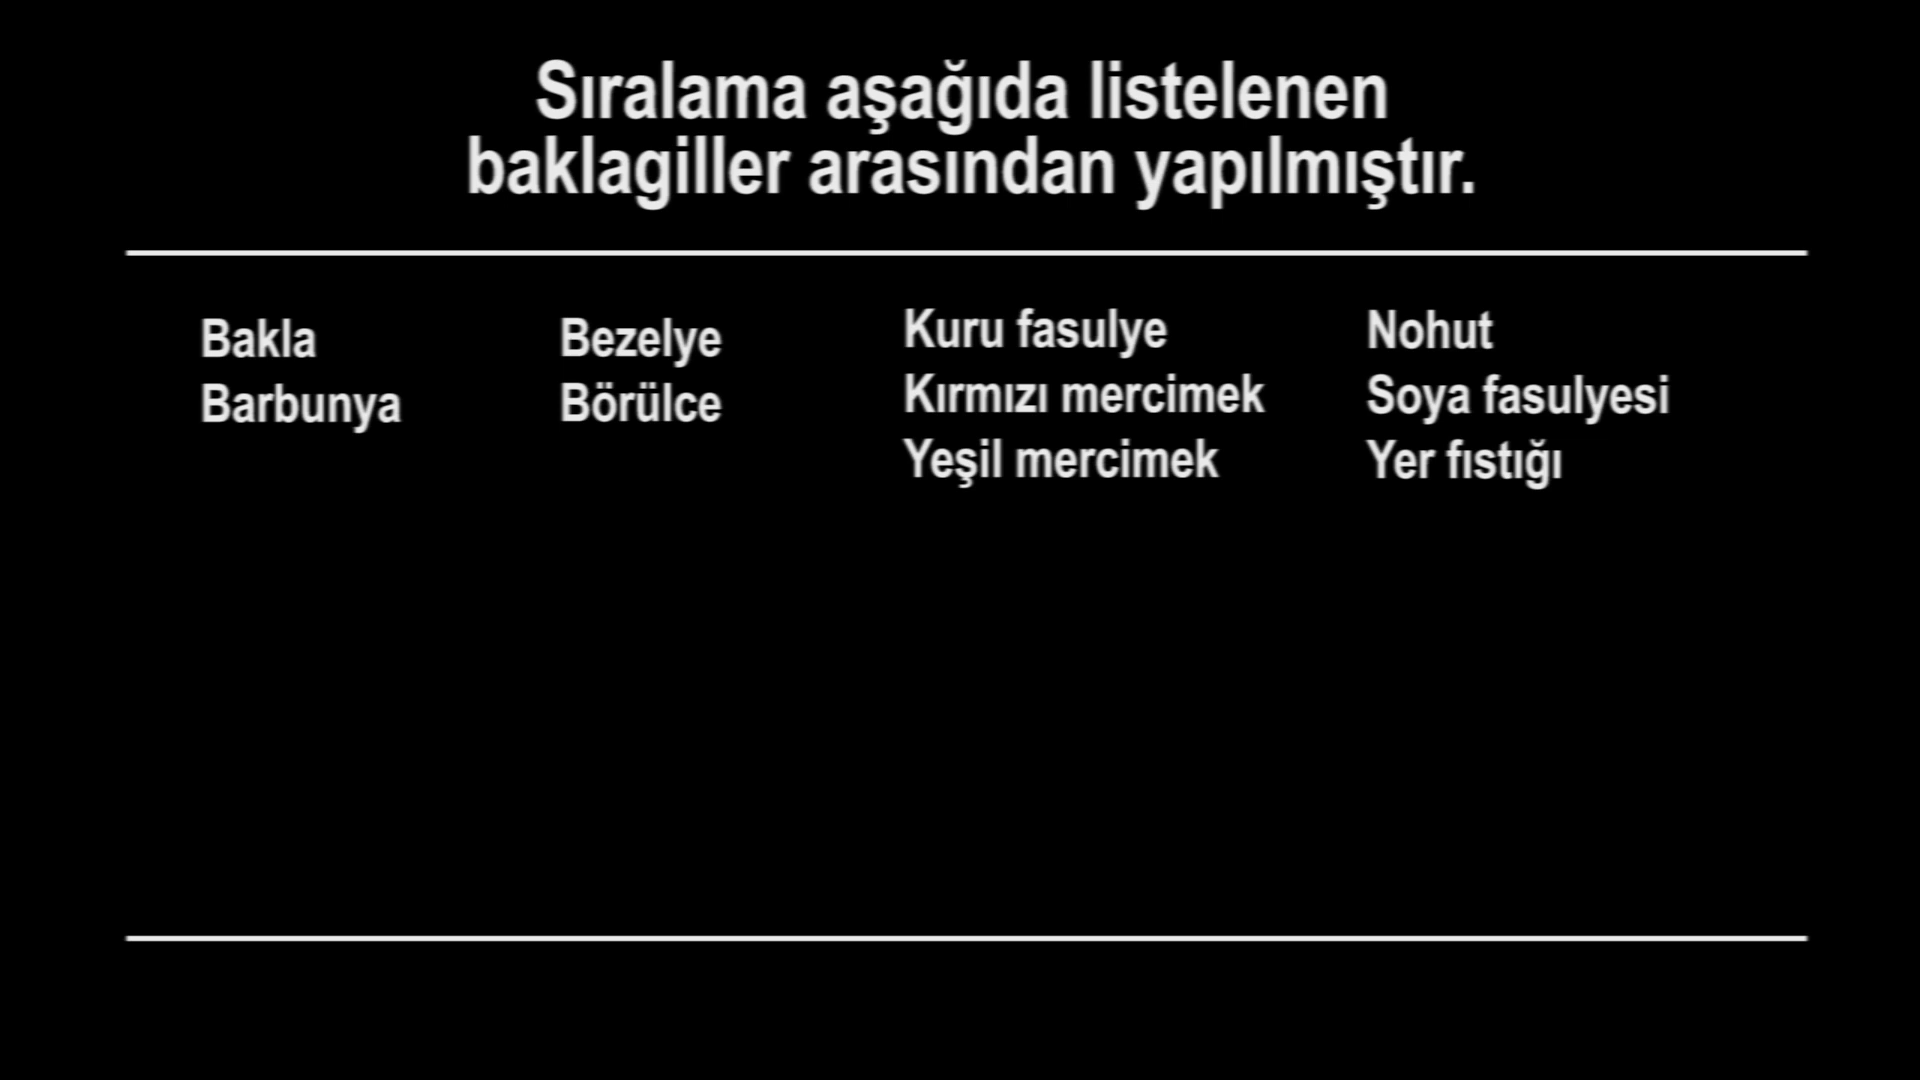 Sıralama aşağıda listelenen
baklagiller arasından yapılmıştır.
Bakla
Barbunya
Bezelye
Börülce
Kuru fasulye
Kırmızı mercimek
Yeşil mercimek
Nohut
Soya fasulyesi
Yer fıstığı